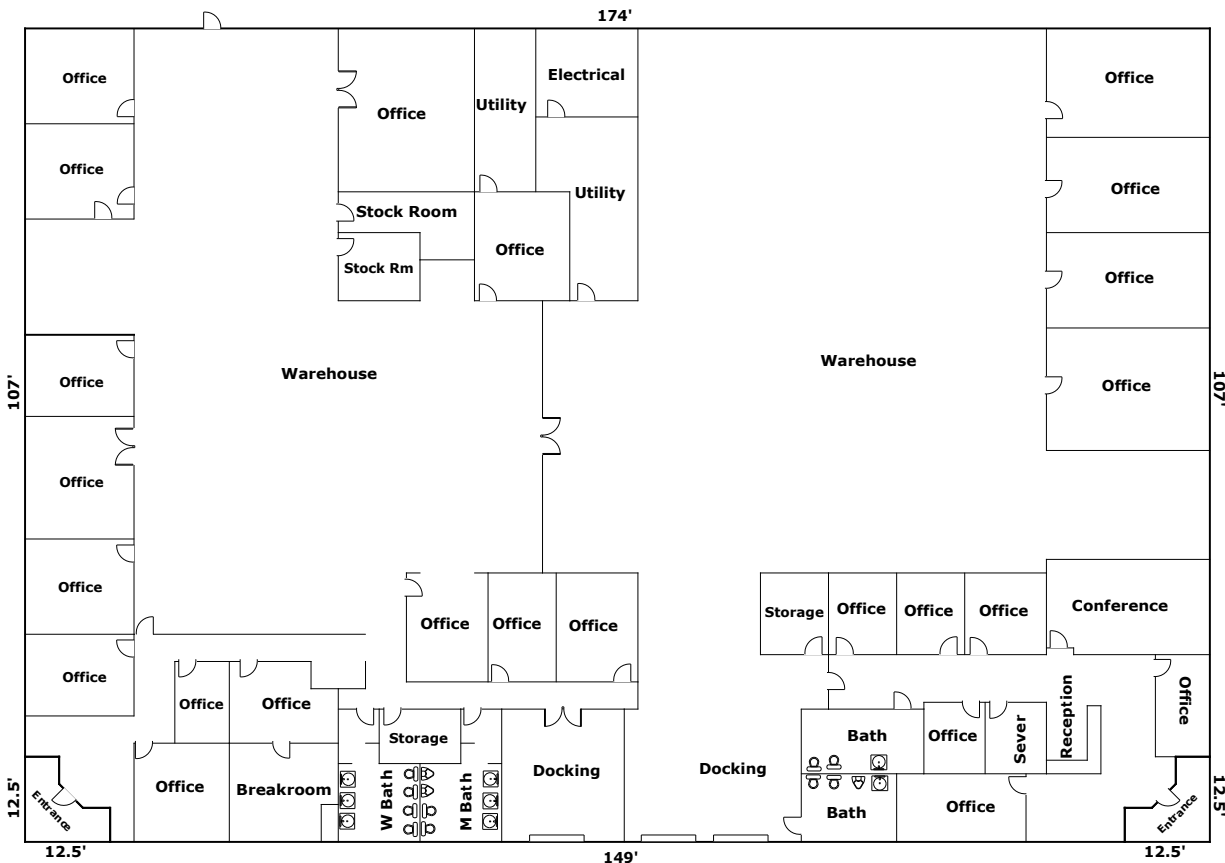 174'
Office
Office
Utility
Electrical
Office
Office
Office
Utility
Office
Stock Room
Office
Stock Rm
Office
Warehouse
Warehouse
Office
Office
107'
107'
Office
Office
Office
Office
Office
Storage
Office
Office
Office
Conference
Office
Office
Office
Office
Reception
Storage
Bath
Office
Sever
Docking
Docking
Office
Breakroom
W Bath
M Bath
Bath
Office
12.5'
Entrance
12.5'
Entrance
12.5'
149'
12.5'